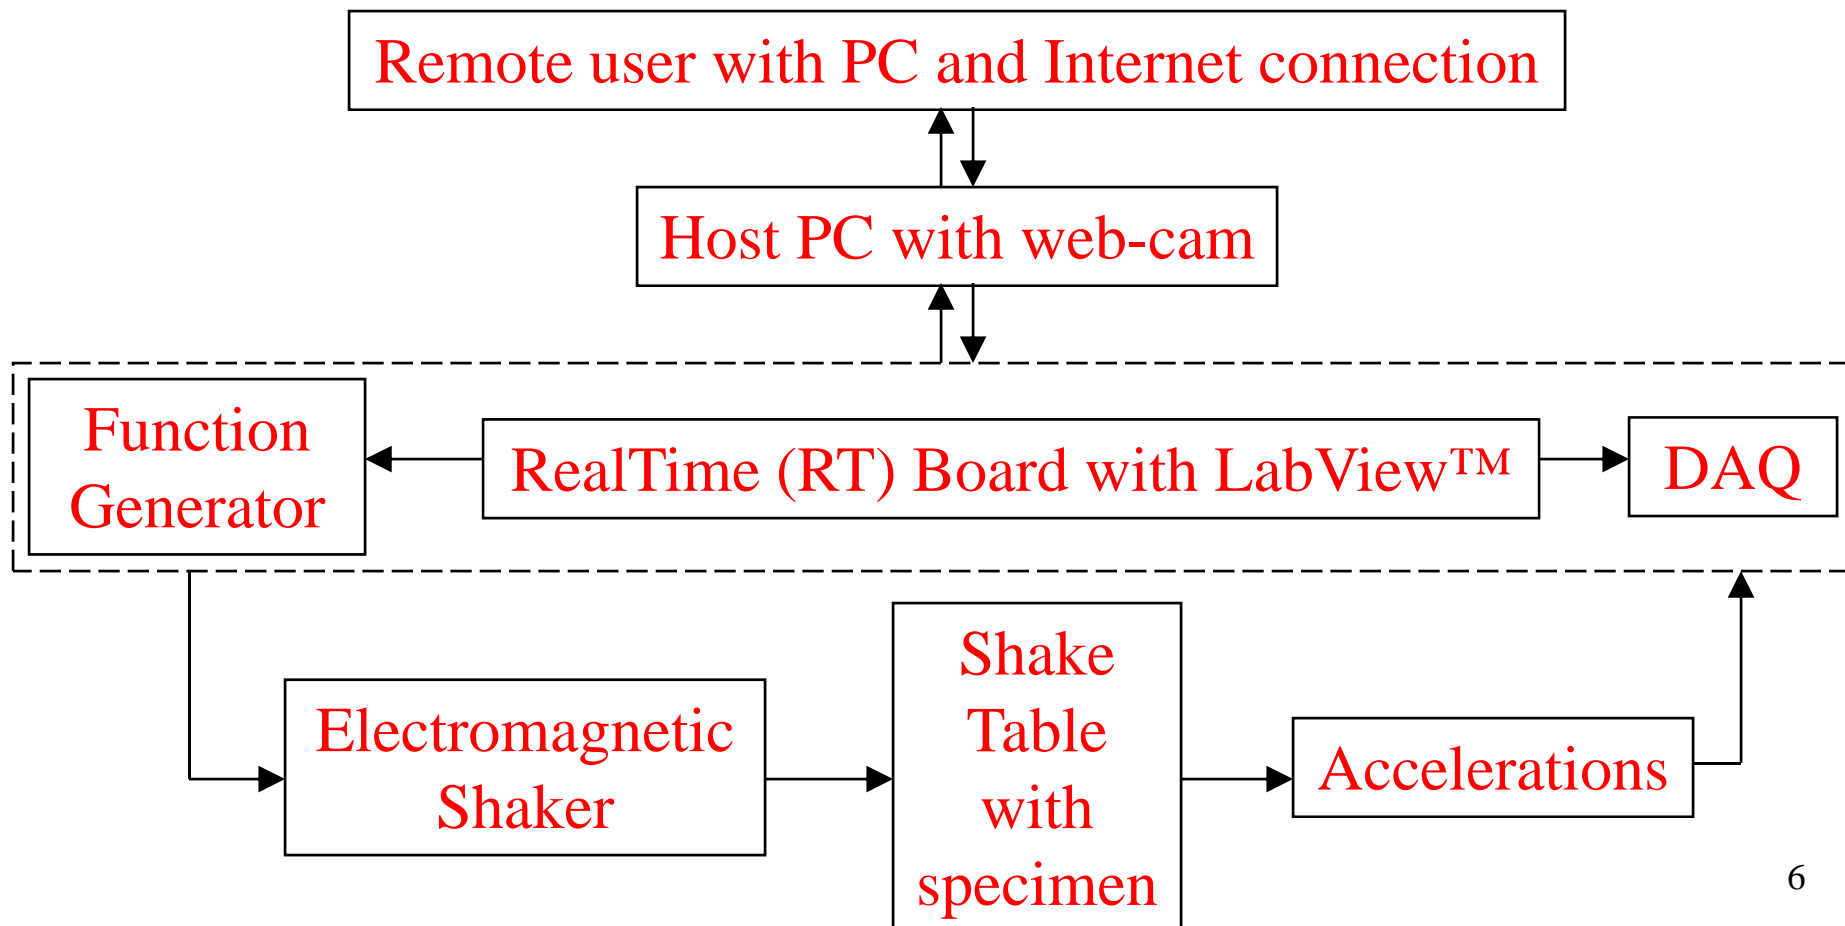 Remote user with PC and Internet connection
Host PC with web-cam
Function
Generator
RealTime (RT) Board with LabView™
DAQ
Electromagnetic
Shaker
Shake
Table
with
specimen
Accelerations
6